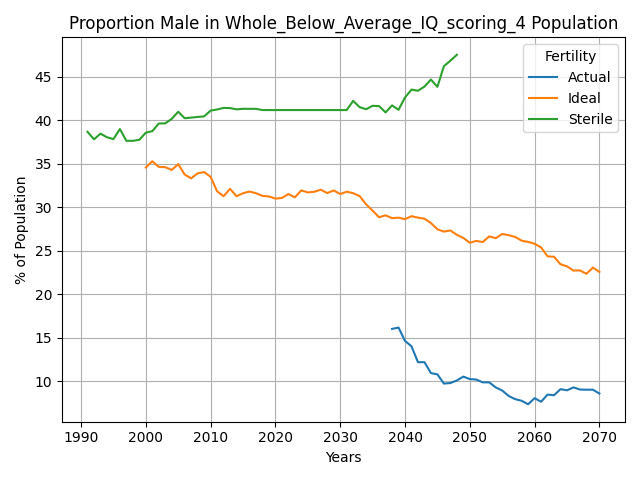 Proportion Male in Whole_Below_Average_IQ_scoring_4 Population
Fertility
Actual
Ideal
Sterile
% of Population
45
40
35
30
25
20
15
10
1990 2000 2010 2020 2030 2040 2050 2060 2070
Years